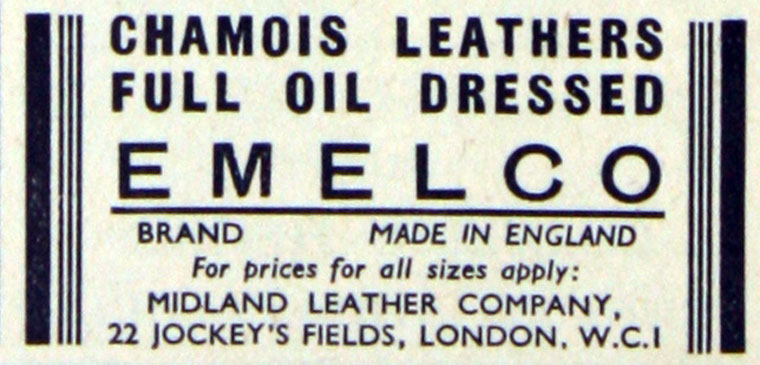 CHAMOIS LEATHERS
FULL OIL DRESSED
EMELCO
BRAND MADE IN ENGLAND
For prices for all sizes apply:
MIDLAND LEATHER COMPANY,
22 JOCKEY'S FIELDS, LONDON. W.C.1